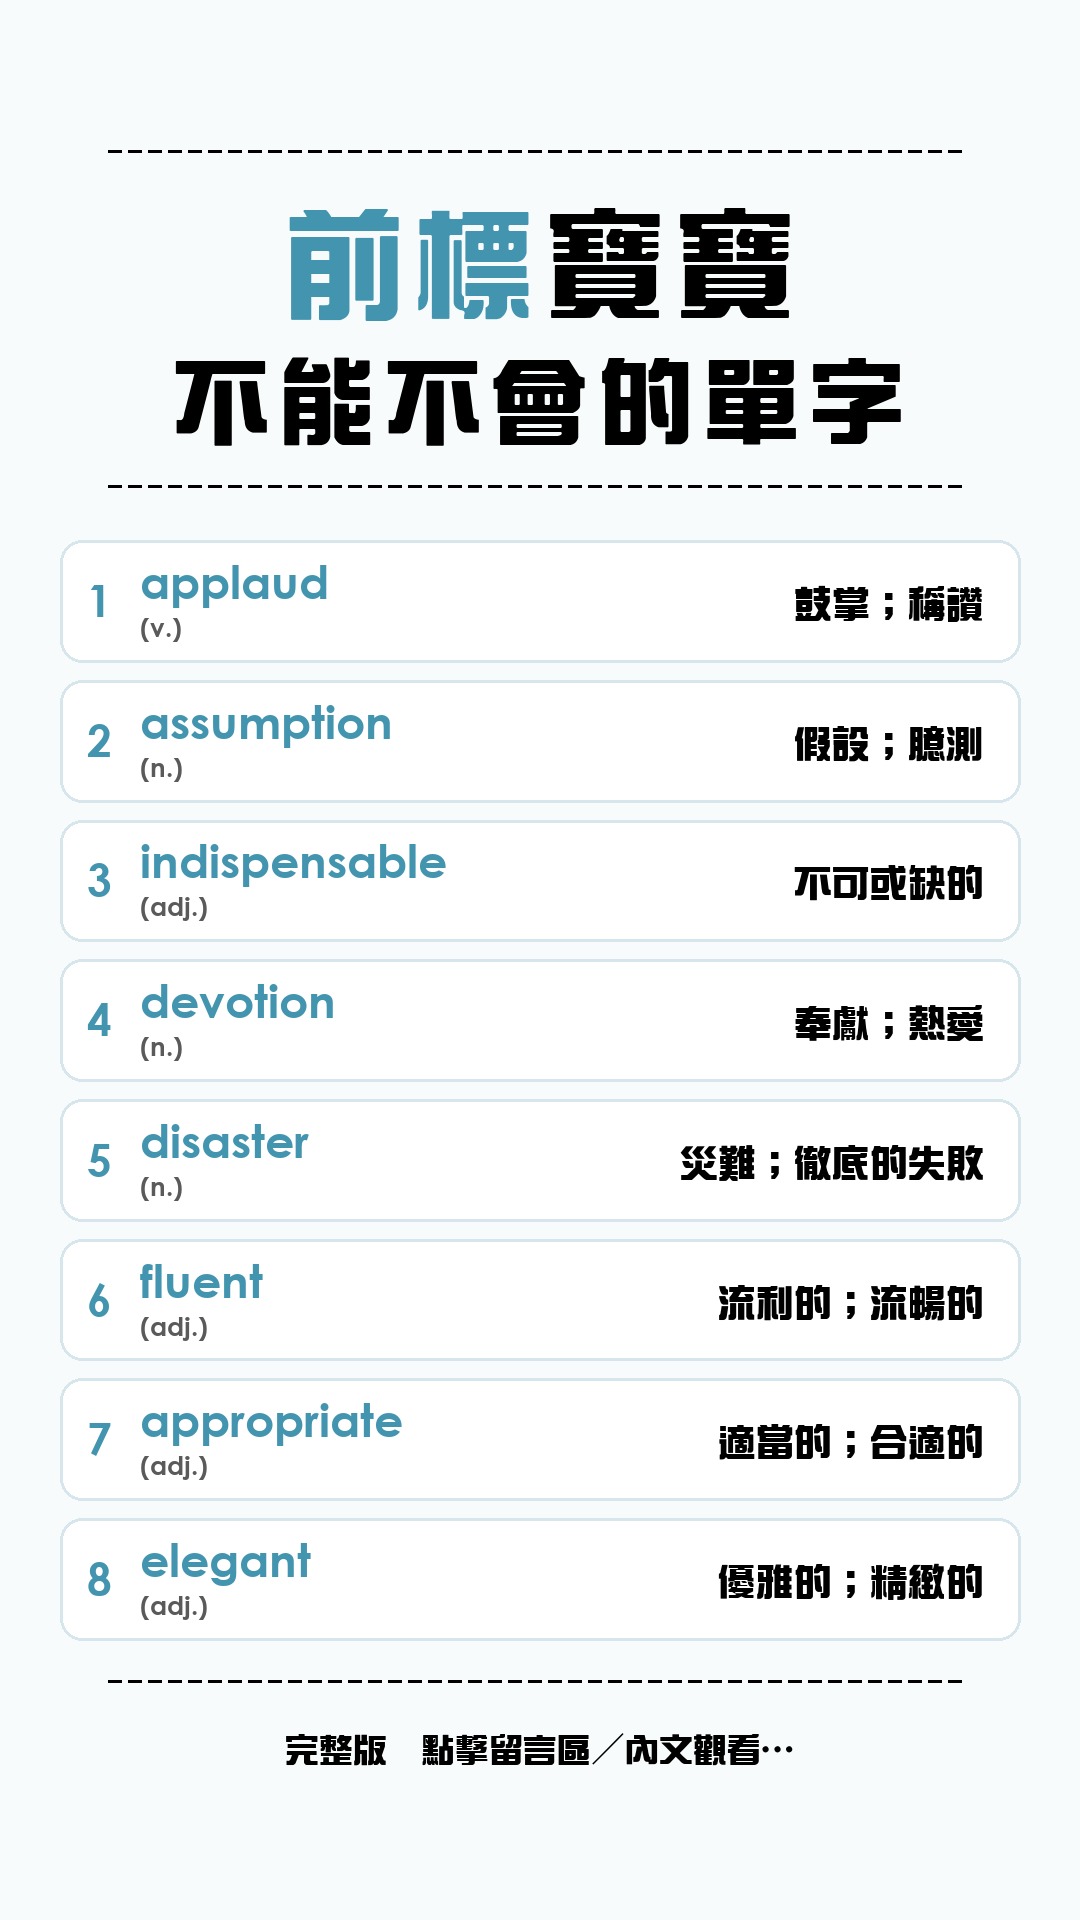 前標寶寶
不能不會的單字
1 applaud 鼓掌；稱讚
(v.)
2 assumption 假設；臆測
(n.)
3 indispensable 不可或缺的
(adj.)
4 devotion 奉獻；熱愛
(n.)
5 disaster 災難；徹底的失敗
(n.)
6 fluent 流利的；流暢的
(adj.)
7 appropriate 適當的；合適的
(adj.)
8 elegant 優雅的；精緻的
(adj.)
完整版　點擊留言區／內文觀看…